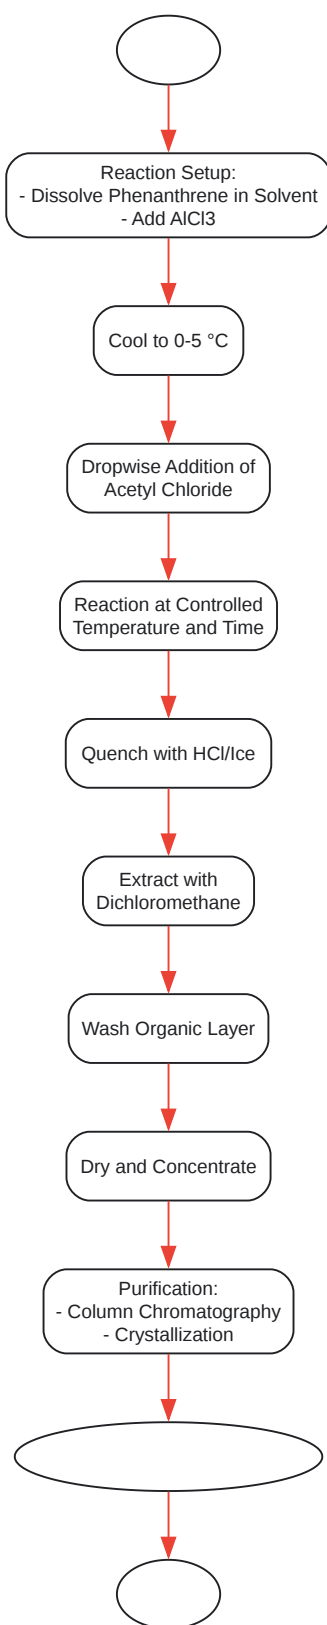 Reaction Setup:
- Dissolve Phenanthrene in Solvent
- Add AlCl3
Cool to 0-5 °C
Dropwise Addition of
Acetyl Chloride
Reaction at Controlled
Temperature and Time
Quench with HCl/Ice
Extract with
Dichloromethane
Wash Organic Layer
Dry and Concentrate
Purification:
- Column Chromatography
- Crystallization